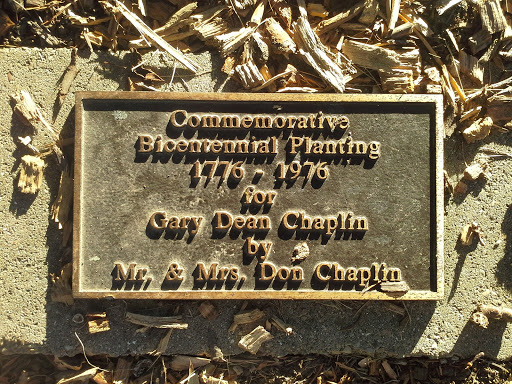 Commemorative
Bicentennial Planting
1776 - 1976
for
Gary Dean Chaplin
by
Mr. & Mrs. Don Chaplin